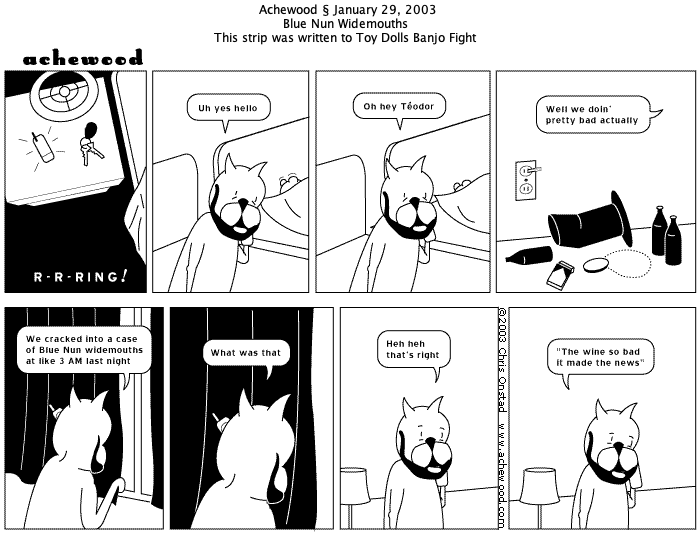 Achewood § January 29, 2003
Blue Nun Widemouths
This strip was written to Toy Dolls Banjo Fight
achewood
R-R-RING!
Uh yes hello
Oh hey Téodor
Well we doin'
pretty bad actually
We cracked into a case
of Blue Nun widemouths
at like 3 AM last night
What was that
Heh heh
that's right
©2003 Chris Onstad www.achewood.com
"The wine so bad
it made the news"